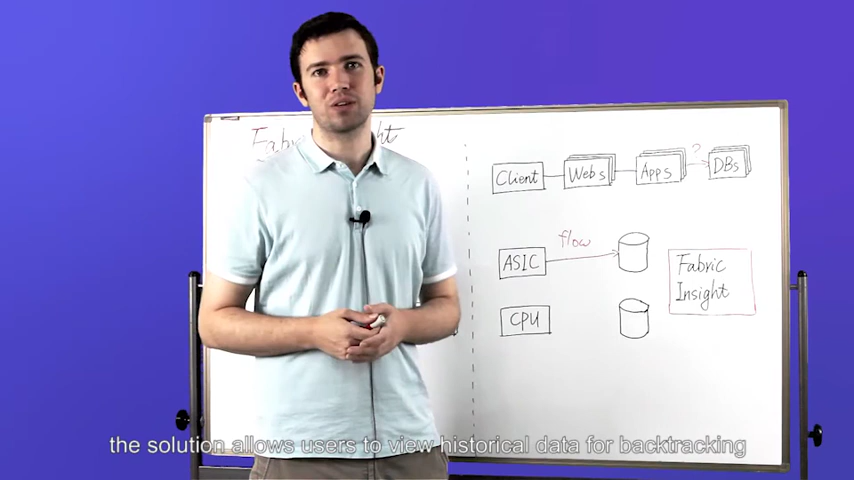 Client
Webs
Apps
?
DBs
flow
ASIC
Fabric
Insight
CPU
the solution allows users to view historical data for backtracking